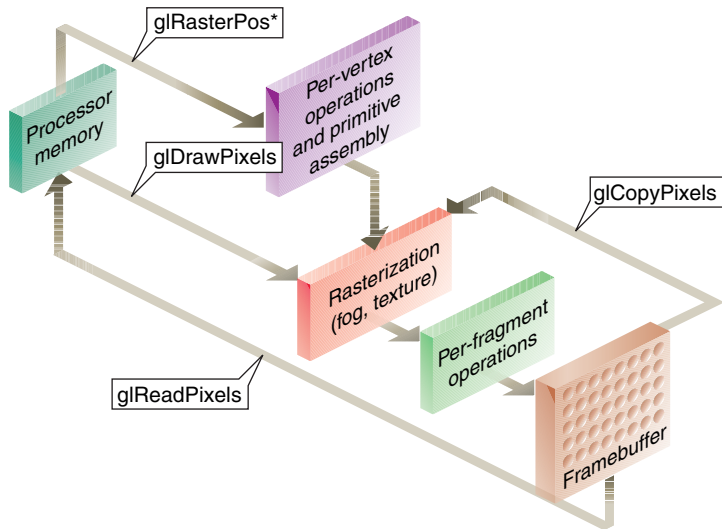 glRasterPos*
Per-vertex
operations
and primitive
assembly
Processor
memory
glDrawPixels
glCopyPixels
Rasterization
(fog, texture)
Per-fragment
operations
glReadPixels
Framebuffer